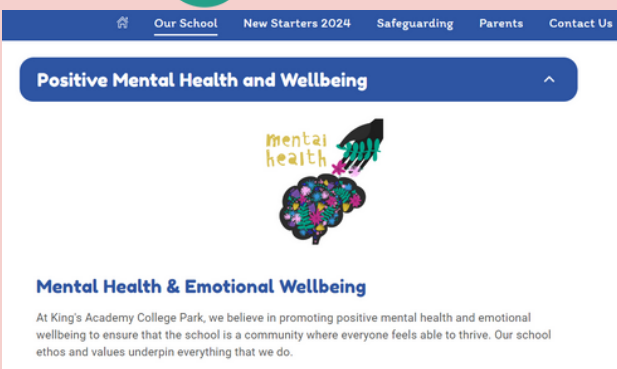 Our School New Starters 2024 Safeguarding Parents Contact Us
Positive Mental Health and Wellbeing
mental
health
Mental Health & Emotional Wellbeing
At King's Academy College Park, we believe in promoting positive mental health and emotional
wellbeing to ensure that the school is a community where everyone feels able to thrive. Our school
ethos and values underpin everything that we do.